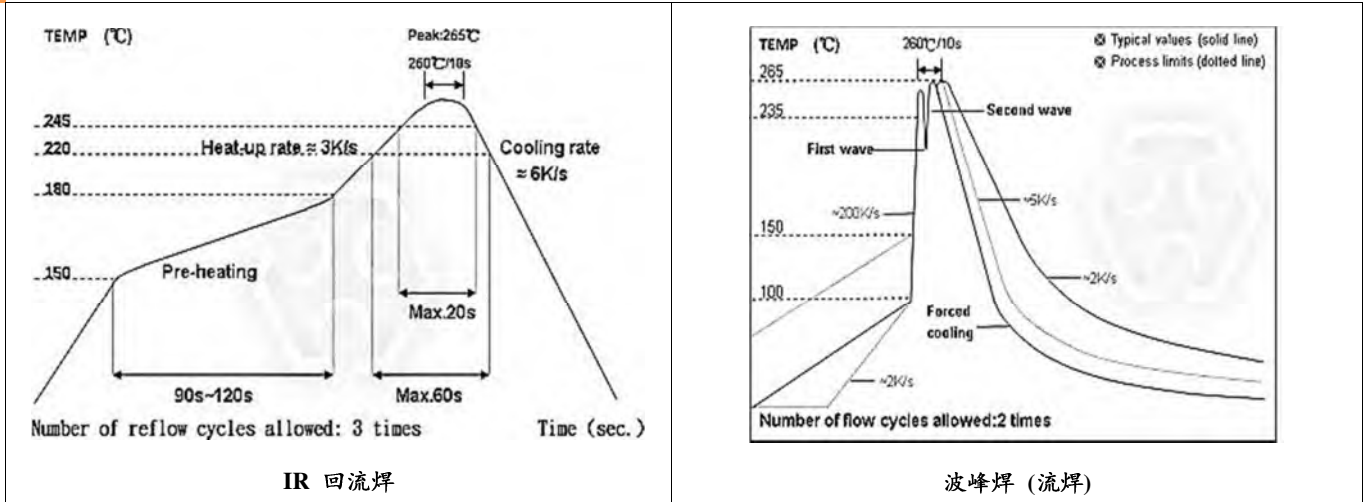 TEMP (℃)
Peak:265℃
260℃/10s
245
Heat-up rate ≈ 3K/s
Cooling rate
220
≈ 6K/s
180
150
Pre-heating
Max.20s
90s~120s
Max.60s
Number of reflow cycles allowed: 3 times
Time (sec.)
IR 回流焊
TEMP (℃)
260℃/10s
⊗ Typical values (solid line)
⊗ Process limits (dotted line)
265
Second wave
235
First wave
~200K/s
~6K/s
150
~2K/s
100
Forced
cooling
~2K/s
Number of flow cycles allowed:2 times
波峰焊 (流焊)